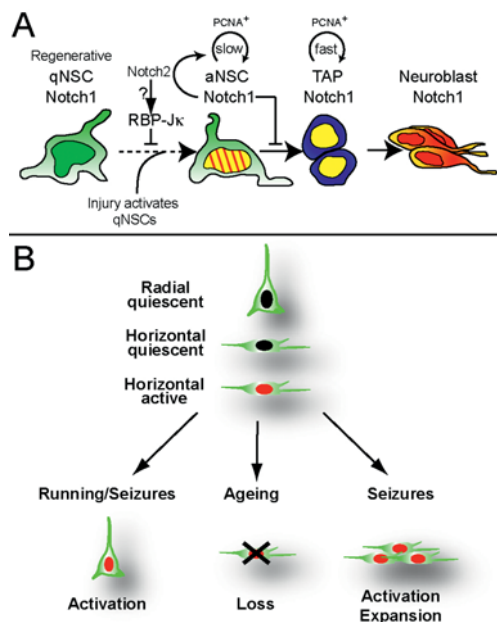 A
PCNA+
slow
PCNA+
fast
Regenerative
qNSC
Notch1
Notch2
?
RBP-Jκ
aNSC
Notch1
TAP
Notch1
Neuroblast
Notch1
Injury activates
qNSCs
B
Radial
quiescent
Horizontal
quiescent
Horizontal
active
Running/Seizures
Ageing
Seizures
Activation
Loss
Activation
Expansion